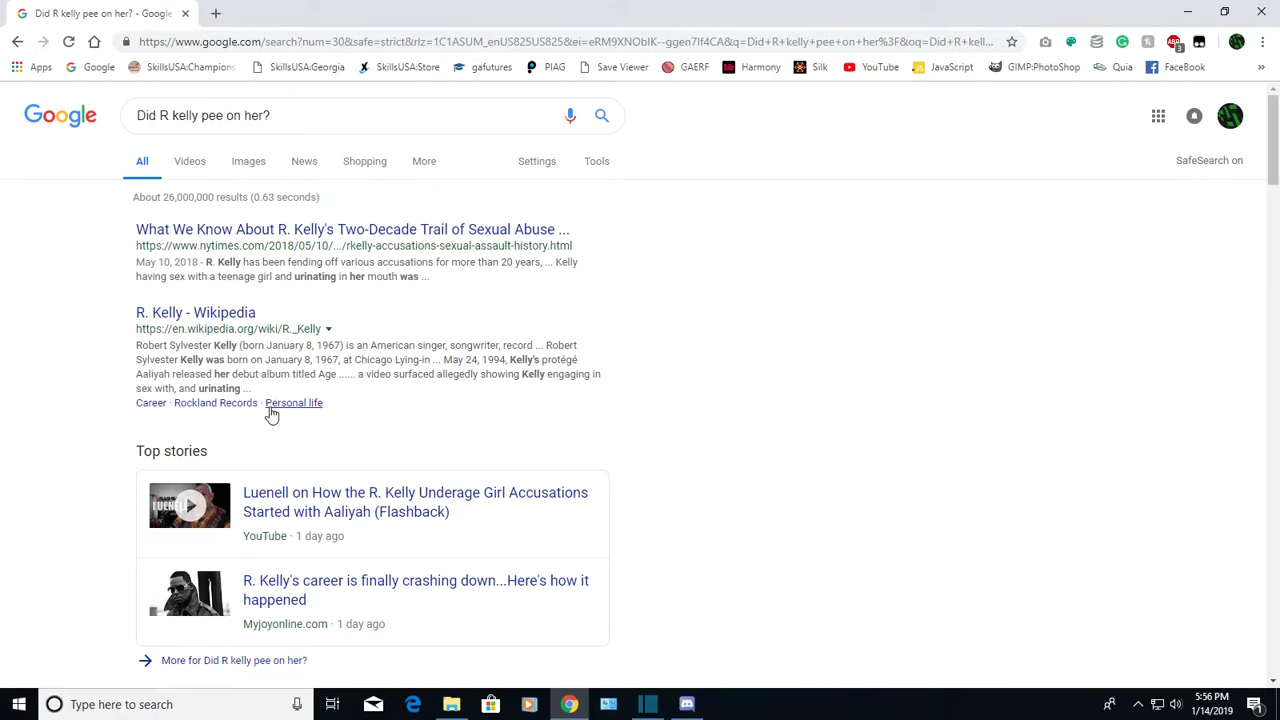 Did R kelly pee on her? - Google
https://www.google.com/search?num=30&safe=strict&rlz=1C1ASUM_enUS825US825&ei=eRM9XNOblK--ggen7If4CA&q=Did+R+kelly+pee+on+her%3F&oq=Did+R+kell...
Apps Google SkillsUSA:Champions SkillsUSA:Georgia SkillsUSA:Store gafutures PIAG Save Viewer GAERF Harmony Silk YouTube JavaScript GIMP:PhotoShop Quia FaceBook »
Google Did R kelly pee on her?
All Videos Images News Shopping More Settings Tools SafeSearch on
About 26,000,000 results (0.63 seconds)
What We Know About R. Kelly's Two-Decade Trail of Sexual Abuse ...
https://www.nytimes.com/2018/05/10/.../rkelly-accusations-sexual-assault-history.html
May 10, 2018 - R. Kelly has been fending off various accusations for more than 20 years, ... Kelly
having sex with a teenage girl and urinating in her mouth was ...
R. Kelly - Wikipedia
https://en.wikipedia.org/wiki/R._Kelly
Robert Sylvester Kelly (born January 8, 1967) is an American singer, songwriter, record ... Robert
Sylvester Kelly was born on January 8, 1967, at Chicago Lying-in ... May 24, 1994, Kelly's protégé
Aaliyah released her debut album titled Age ...... a video surfaced allegedly showing Kelly engaging in
sex with, and urinating ...
Career · Rockland Records · Personal life
Top stories
Luenell on How the R. Kelly Underage Girl Accusations
Started with Aaliyah (Flashback)
YouTube · 1 day ago
R. Kelly's career is finally crashing down...Here's how it
happened
Myjoyonline.com · 1 day ago
More for Did R kelly pee on her?
Type here to search
5:56 PM
1/14/2019